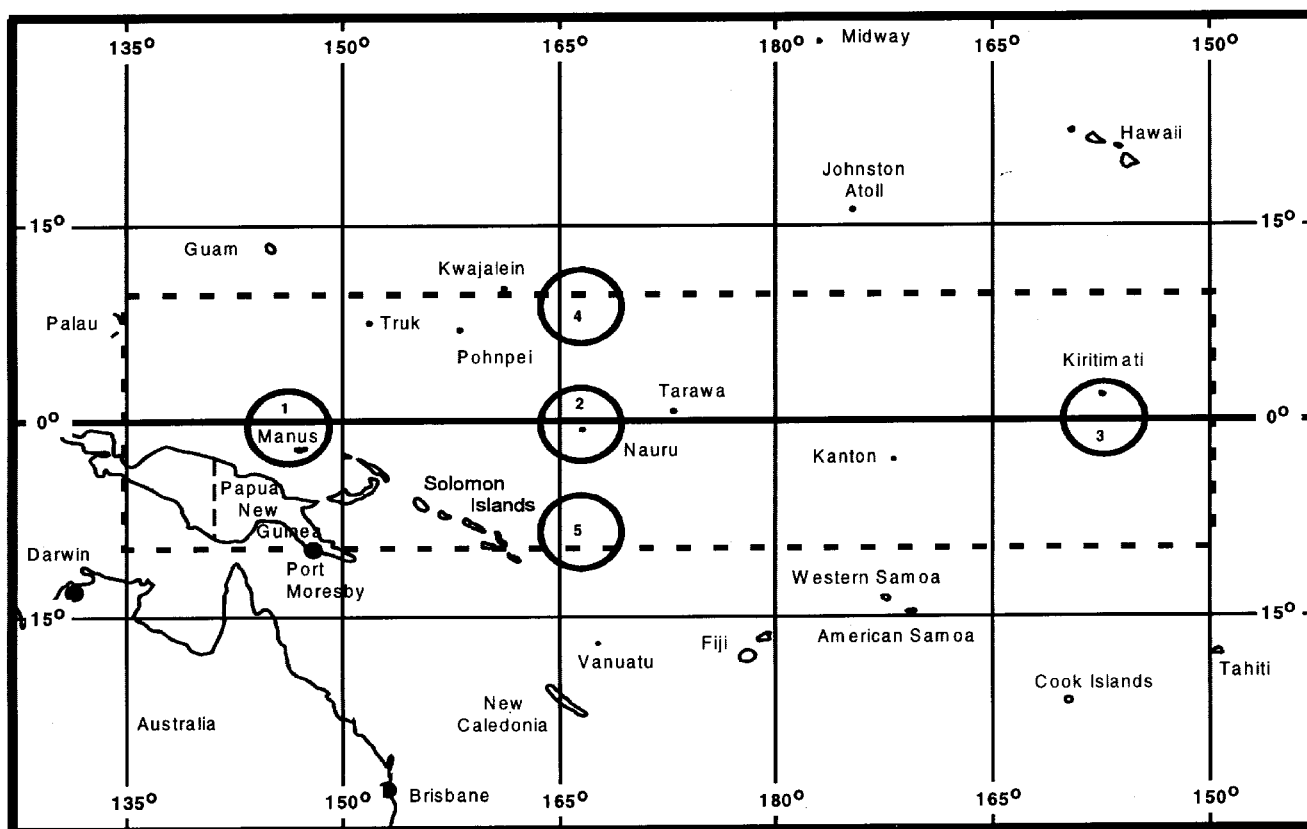 135°
150°
165°
180°
Midway
165°
150°
Hawaii
Johnston
Atoll
15°
15°
Guam
Kwajalein
4
Palau
Truk
Pohnpei
Kiritimati
Tarawa
1
2
0°
0°
Manus
3
Nauru
Kanton
Solomon
Islands
Papua
New
Guinea
5
Darwin
Port
Moresby
Western Samoa
15°
15°
American Samoa
Fiji
Vanuatu
Tahiti
Cook Islands
New
Caledonia
Australia
Brisbane
135°
150°
165°
180°
165°
150°